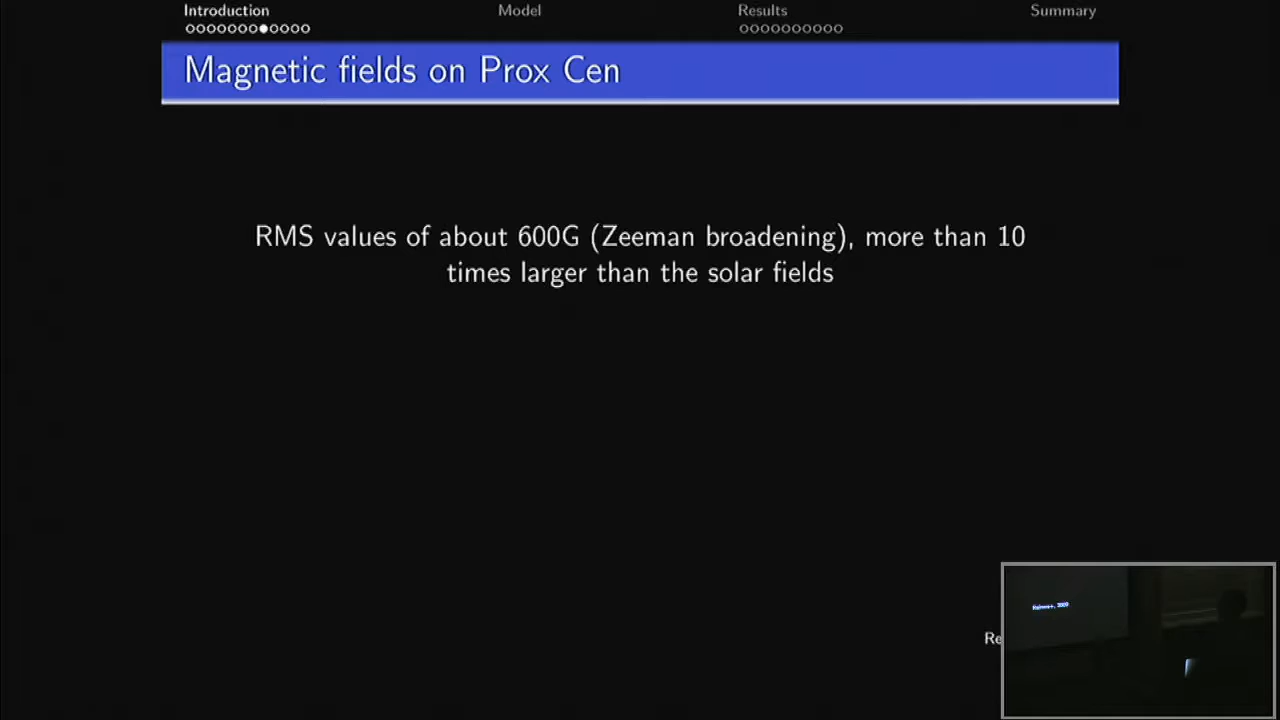 Introduction Model Results Summary
Magnetic fields on Prox Cen
RMS values of about 600G (Zeeman broadening), more than 10
times larger than the solar fields
Re